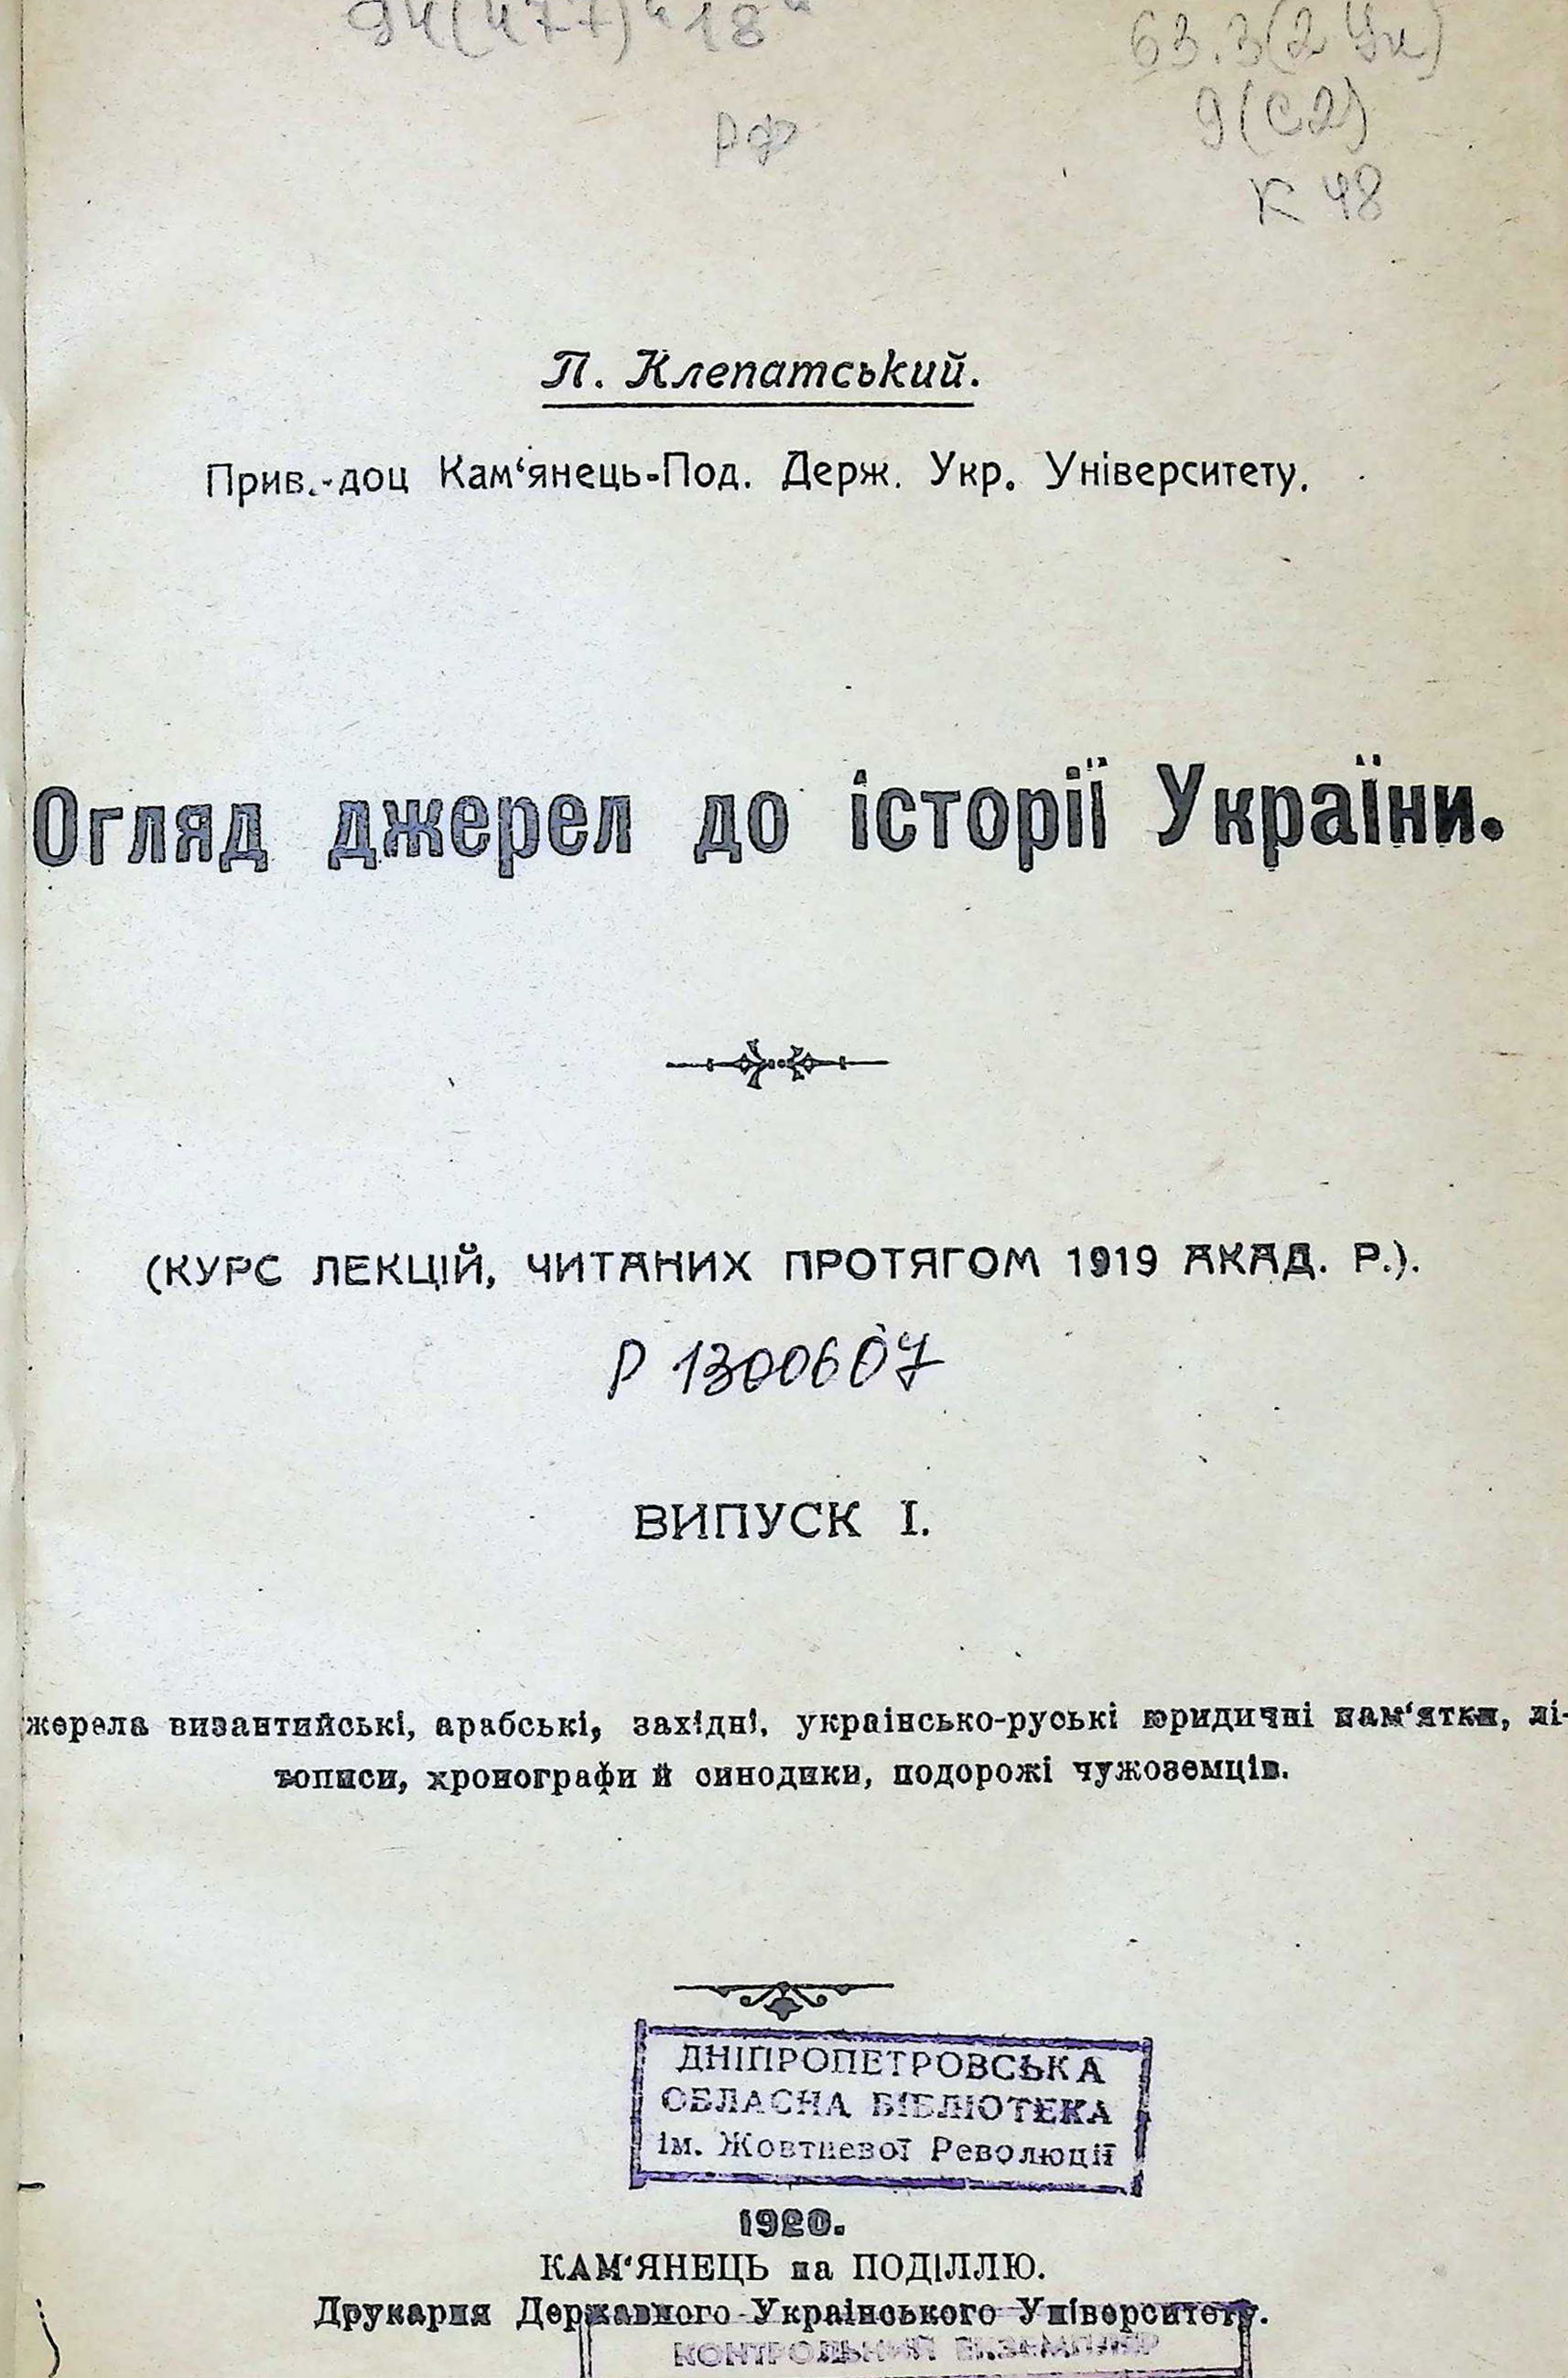 94(477)"18"
63.3(2Ук)
9(С2)
РФ
К 48
П. Клепатський.
Прив.-доц Кам‘янець-Под. Держ. Укр. Університету.
Огляд джерел до історії України.
(КУРС ЛЕКЦІЙ, ЧИТАНИХ ПРОТЯГОМ 1919 АКАД. Р.).
Р 1300607
ВИПУСК I.
жерела византийські, арабські, західні, українсько-руські юридичні пам‘ятки, лі-
тописи, хронографи й синодики, подорожі чужоземців.
ДНІПРОПЕТРОВСЬКА
ОБЛАСНА БІБЛІОТЕКА
ім. Жовтневої Революції
1920.
КАМ‘ЯНЕЦЬ на ПОДІЛЛЮ.
Друкарня Державного Українського Університету.
КОНТРОЛЬНИЙ ЕКЗЕМПЛЯР